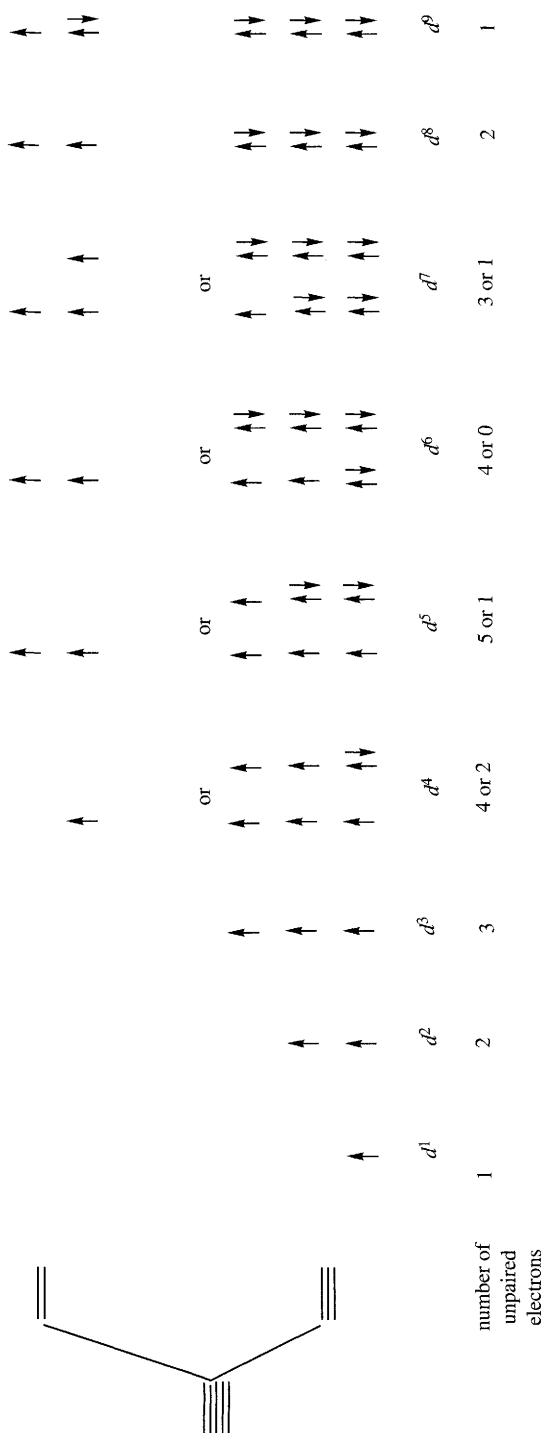 or
or
or
or
d¹
d²
d³
d⁴
d⁵
d⁶
d⁷
d⁸
d⁹
number of
unpaired
electrons
1
2
3
4 or 2
5 or 1
4 or 0
3 or 1
2
1